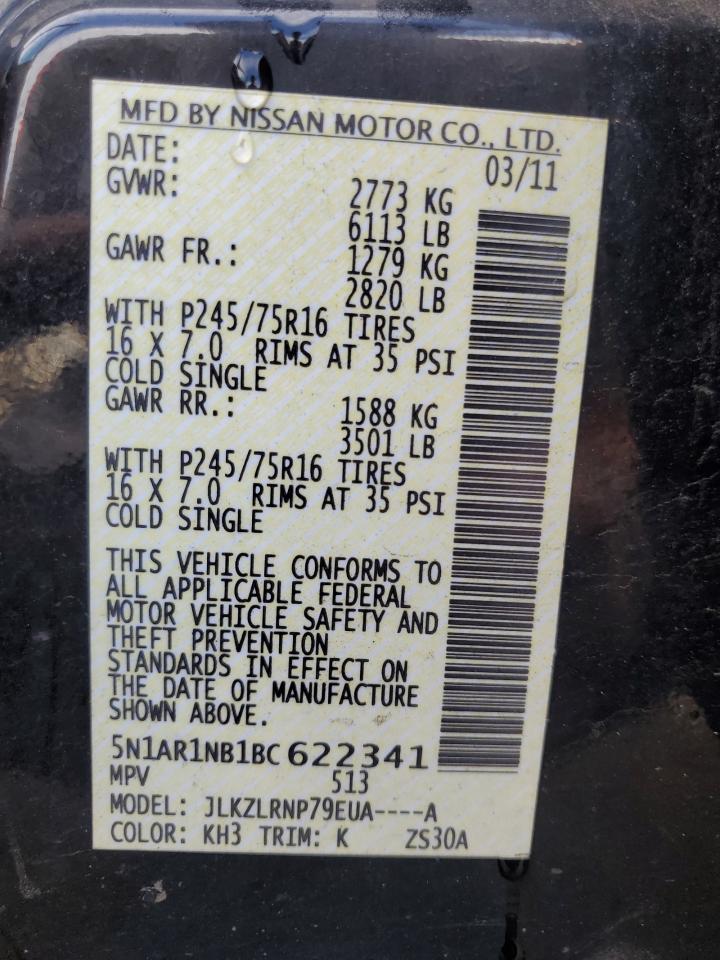 MFD BY NISSAN MOTOR CO., LTD.
DATE: 03/11
GVWR: 2773 KG
6113 LB
GAWR FR.: 1279 KG
2820 LB
WITH P245/75R16 TIRES
16 X 7.0 RIMS AT 35 PSI
COLD SINGLE
GAWR RR.: 1588 KG
3501 LB
WITH P245/75R16 TIRES
16 X 7.0 RIMS AT 35 PSI
COLD SINGLE
THIS VEHICLE CONFORMS TO
ALL APPLICABLE FEDERAL
MOTOR VEHICLE SAFETY AND
THEFT PREVENTION
STANDARDS IN EFFECT ON
THE DATE OF MANUFACTURE
SHOWN ABOVE.
5N1AR1NB1BC622341
MPV 513
MODEL: JLKZLRNP79EUA----A
COLOR: KH3 TRIM: K ZS30A